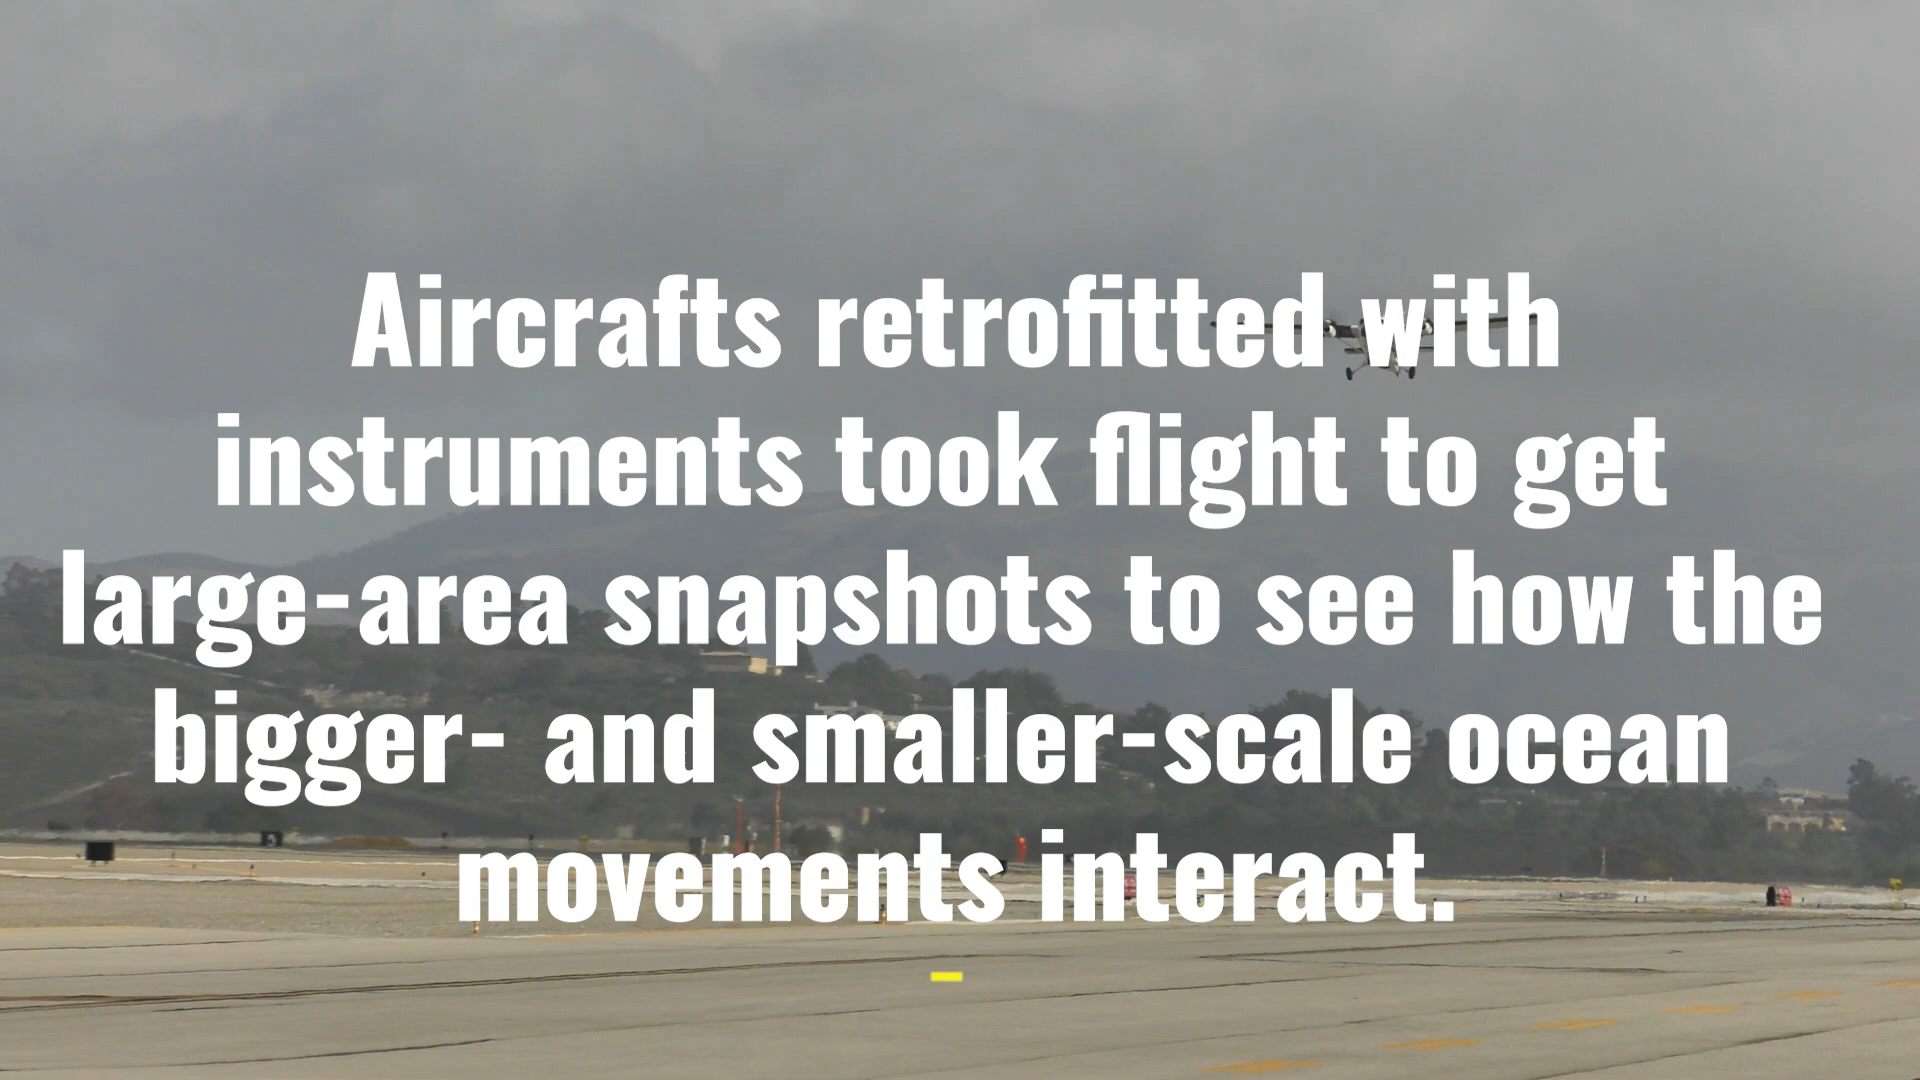 Aircrafts retrofitted with
instruments took flight to get
large-area snapshots to see how the
bigger- and smaller-scale ocean
movements interact.